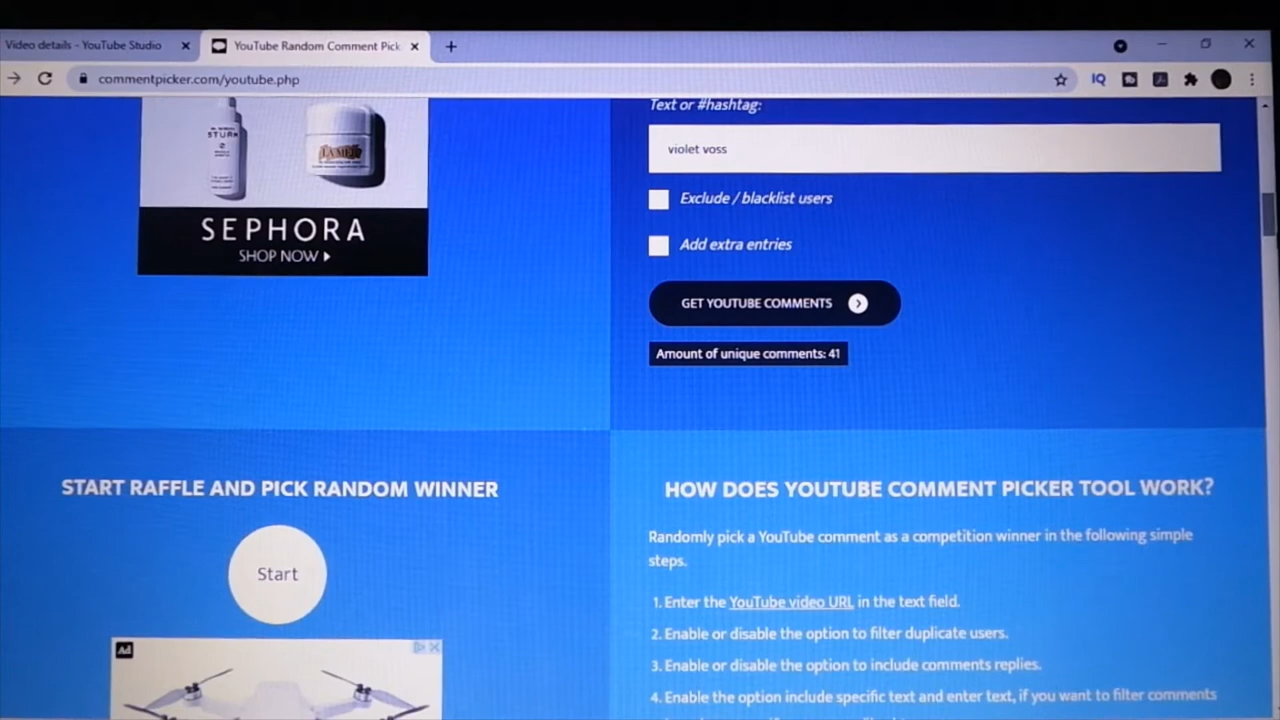 Video details - YouTube Studio
YouTube Random Comment Pick
commentpicker.com/youtube.php
IQ
Text or #hashtag:
violet voss
STURM
LA MER
SEPHORA
SHOP NOW
Exclude / blacklist users
Add extra entries
GET YOUTUBE COMMENTS
Amount of unique comments: 41
START RAFFLE AND PICK RANDOM WINNER
Start
Ad
HOW DOES YOUTUBE COMMENT PICKER TOOL WORK?
Randomly pick a YouTube comment as a competition winner in the following simple
steps.
1. Enter the YouTube video URL in the text field.
2. Enable or disable the option to filter duplicate users.
3. Enable or disable the option to include comments replies.
4. Enable the option include specific text and enter text, if you want to filter comments